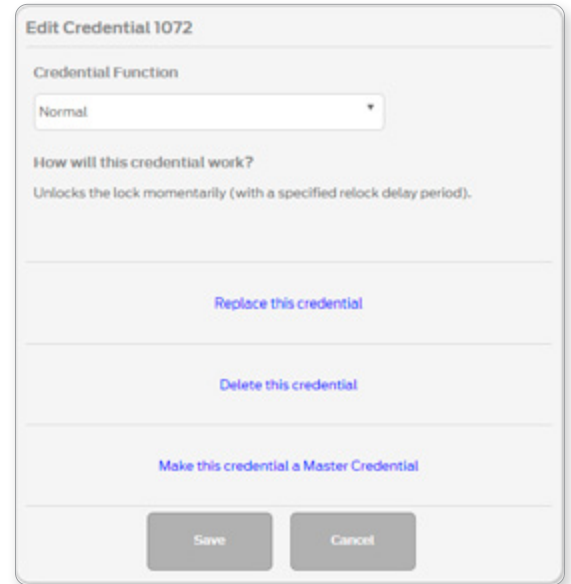 Edit Credential 1072
Credential Function
Normal
How will this credential work?
Unlocks the lock momentarily (with a specified relock delay period).
Replace this credential
Delete this credential
Make this credential a Master Credential
Save
Cancel